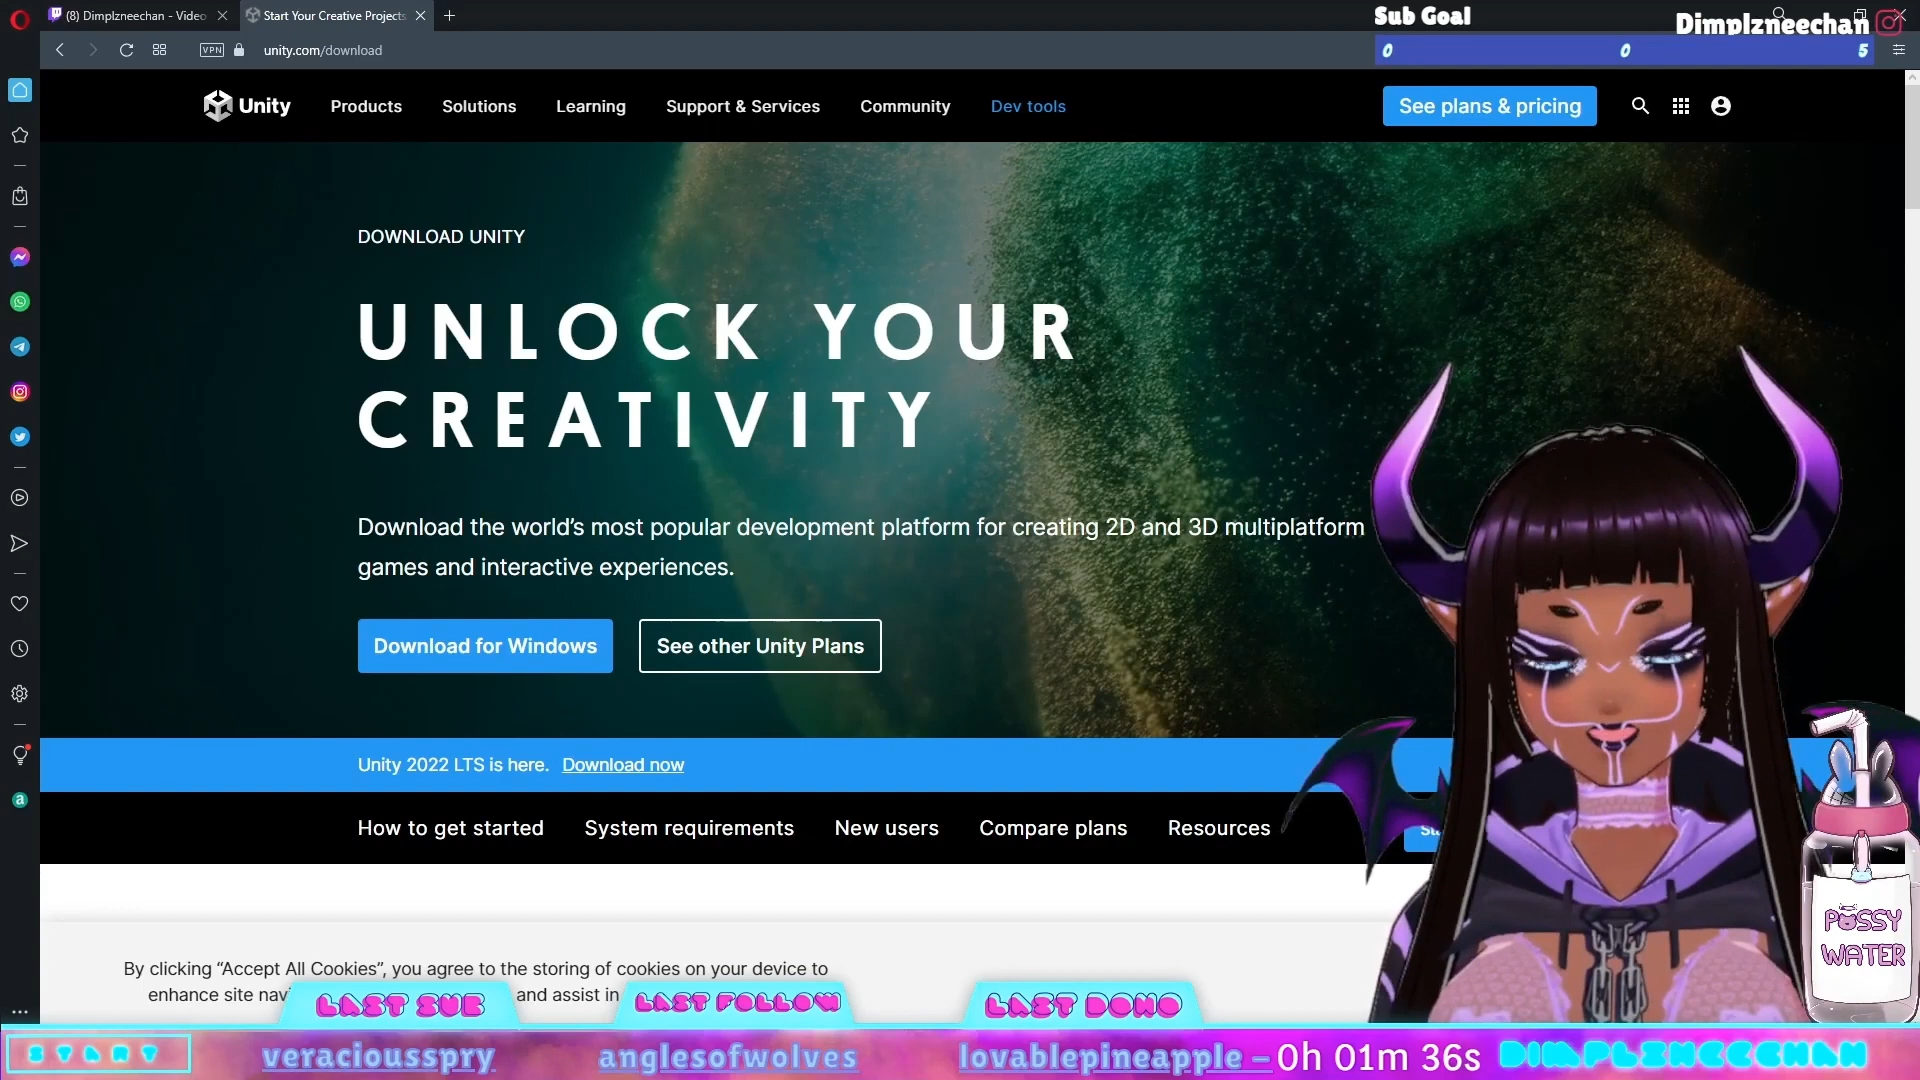 (8) Dimplzneechan - Video
Start Your Creative Projects
Sub Goal
Dimplzneechan
VPN
unity.com/download
0
0
5
Unity
Products
Solutions
Learning
Support & Services
Community
Dev tools
See plans & pricing
DOWNLOAD UNITY
UNLOCK YOUR
CREATIVITY
Download the world's most popular development platform for creating 2D and 3D multiplatform
games and interactive experiences.
Download for Windows
See other Unity Plans
Unity 2022 LTS is here. Download now
How to get started
System requirements
New users
Compare plans
Resources
PUSSY
WATER
By clicking “Accept All Cookies”, you agree to the storing of cookies on your device to
enhance site navi
and assist in
LAST SUB
LAST FOLLOW
LAST DONO
START
veraciousspry
anglesofwolves
lovablepineapple –
0h 01m 36s
DIMPLZNEECHAN